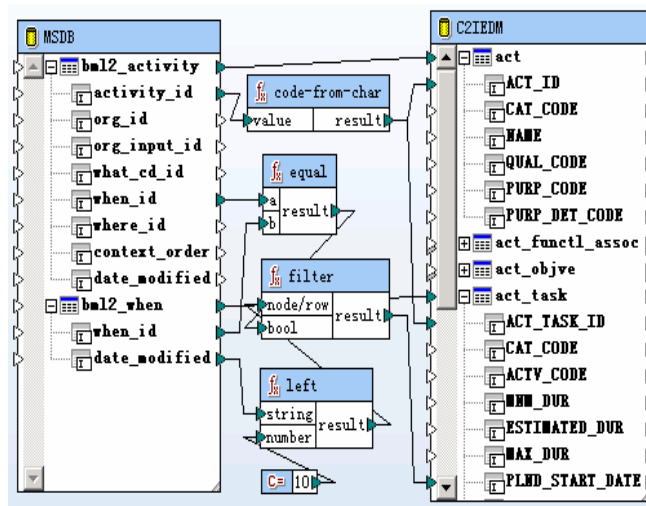 MSDB
bml2_activity
activity_id
org_id
org_input_id
what_cd_id
when_id
where_id
context_order
date_modified
bml2_when
when_id
date_modified
code-from-char
value result
equal
a
b
result
filter
node/row
bool
result
left
string
number
result
C= 10
C2IEDM
act
ACT_ID
CAT_CODE
NAME
QUAL_CODE
PURP_CODE
PURP_DET_CODE
act_functl_assoc
act_objve
act_task
ACT_TASK_ID
CAT_CODE
ACTV_CODE
ESTIMATED_DUR
MAX_DUR
PLND_START_DATE